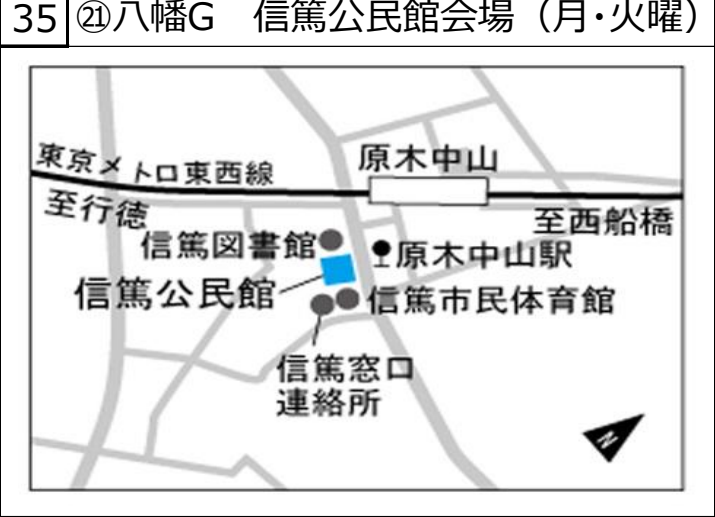 35
㉑八幡G 信篤公民館会場（月・火曜）
原木中山
東京メトロ東西線
至行徳
至西船橋
信篤図書館
原木中山駅
信篤公民館
信篤市民体育館
信篤窓口
連絡所
N